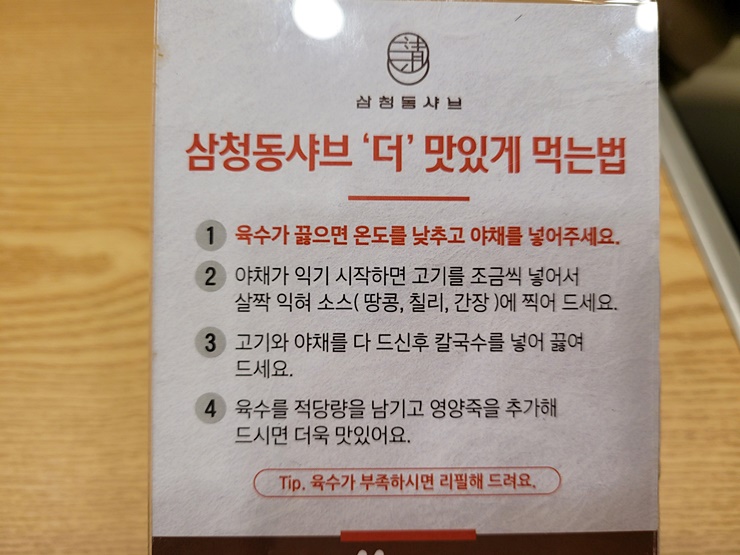 삼청동샤브
삼청동샤브 ‘더’ 맛있게 먹는법
1 육수가 끓으면 온도를 낮추고 야채를 넣어주세요.
2 야채가 익기 시작하면 고기를 조금씩 넣어서
살짝 익혀 소스( 땅콩, 칠리, 간장 )에 찍어 드세요.
3 고기와 야채를 다 드신후 칼국수를 넣어 끓여
드세요.
4 육수를 적당량을 남기고 영양죽을 추가해
드시면 더욱 맛있어요.
Tip. 육수가 부족하시면 리필해 드려요.